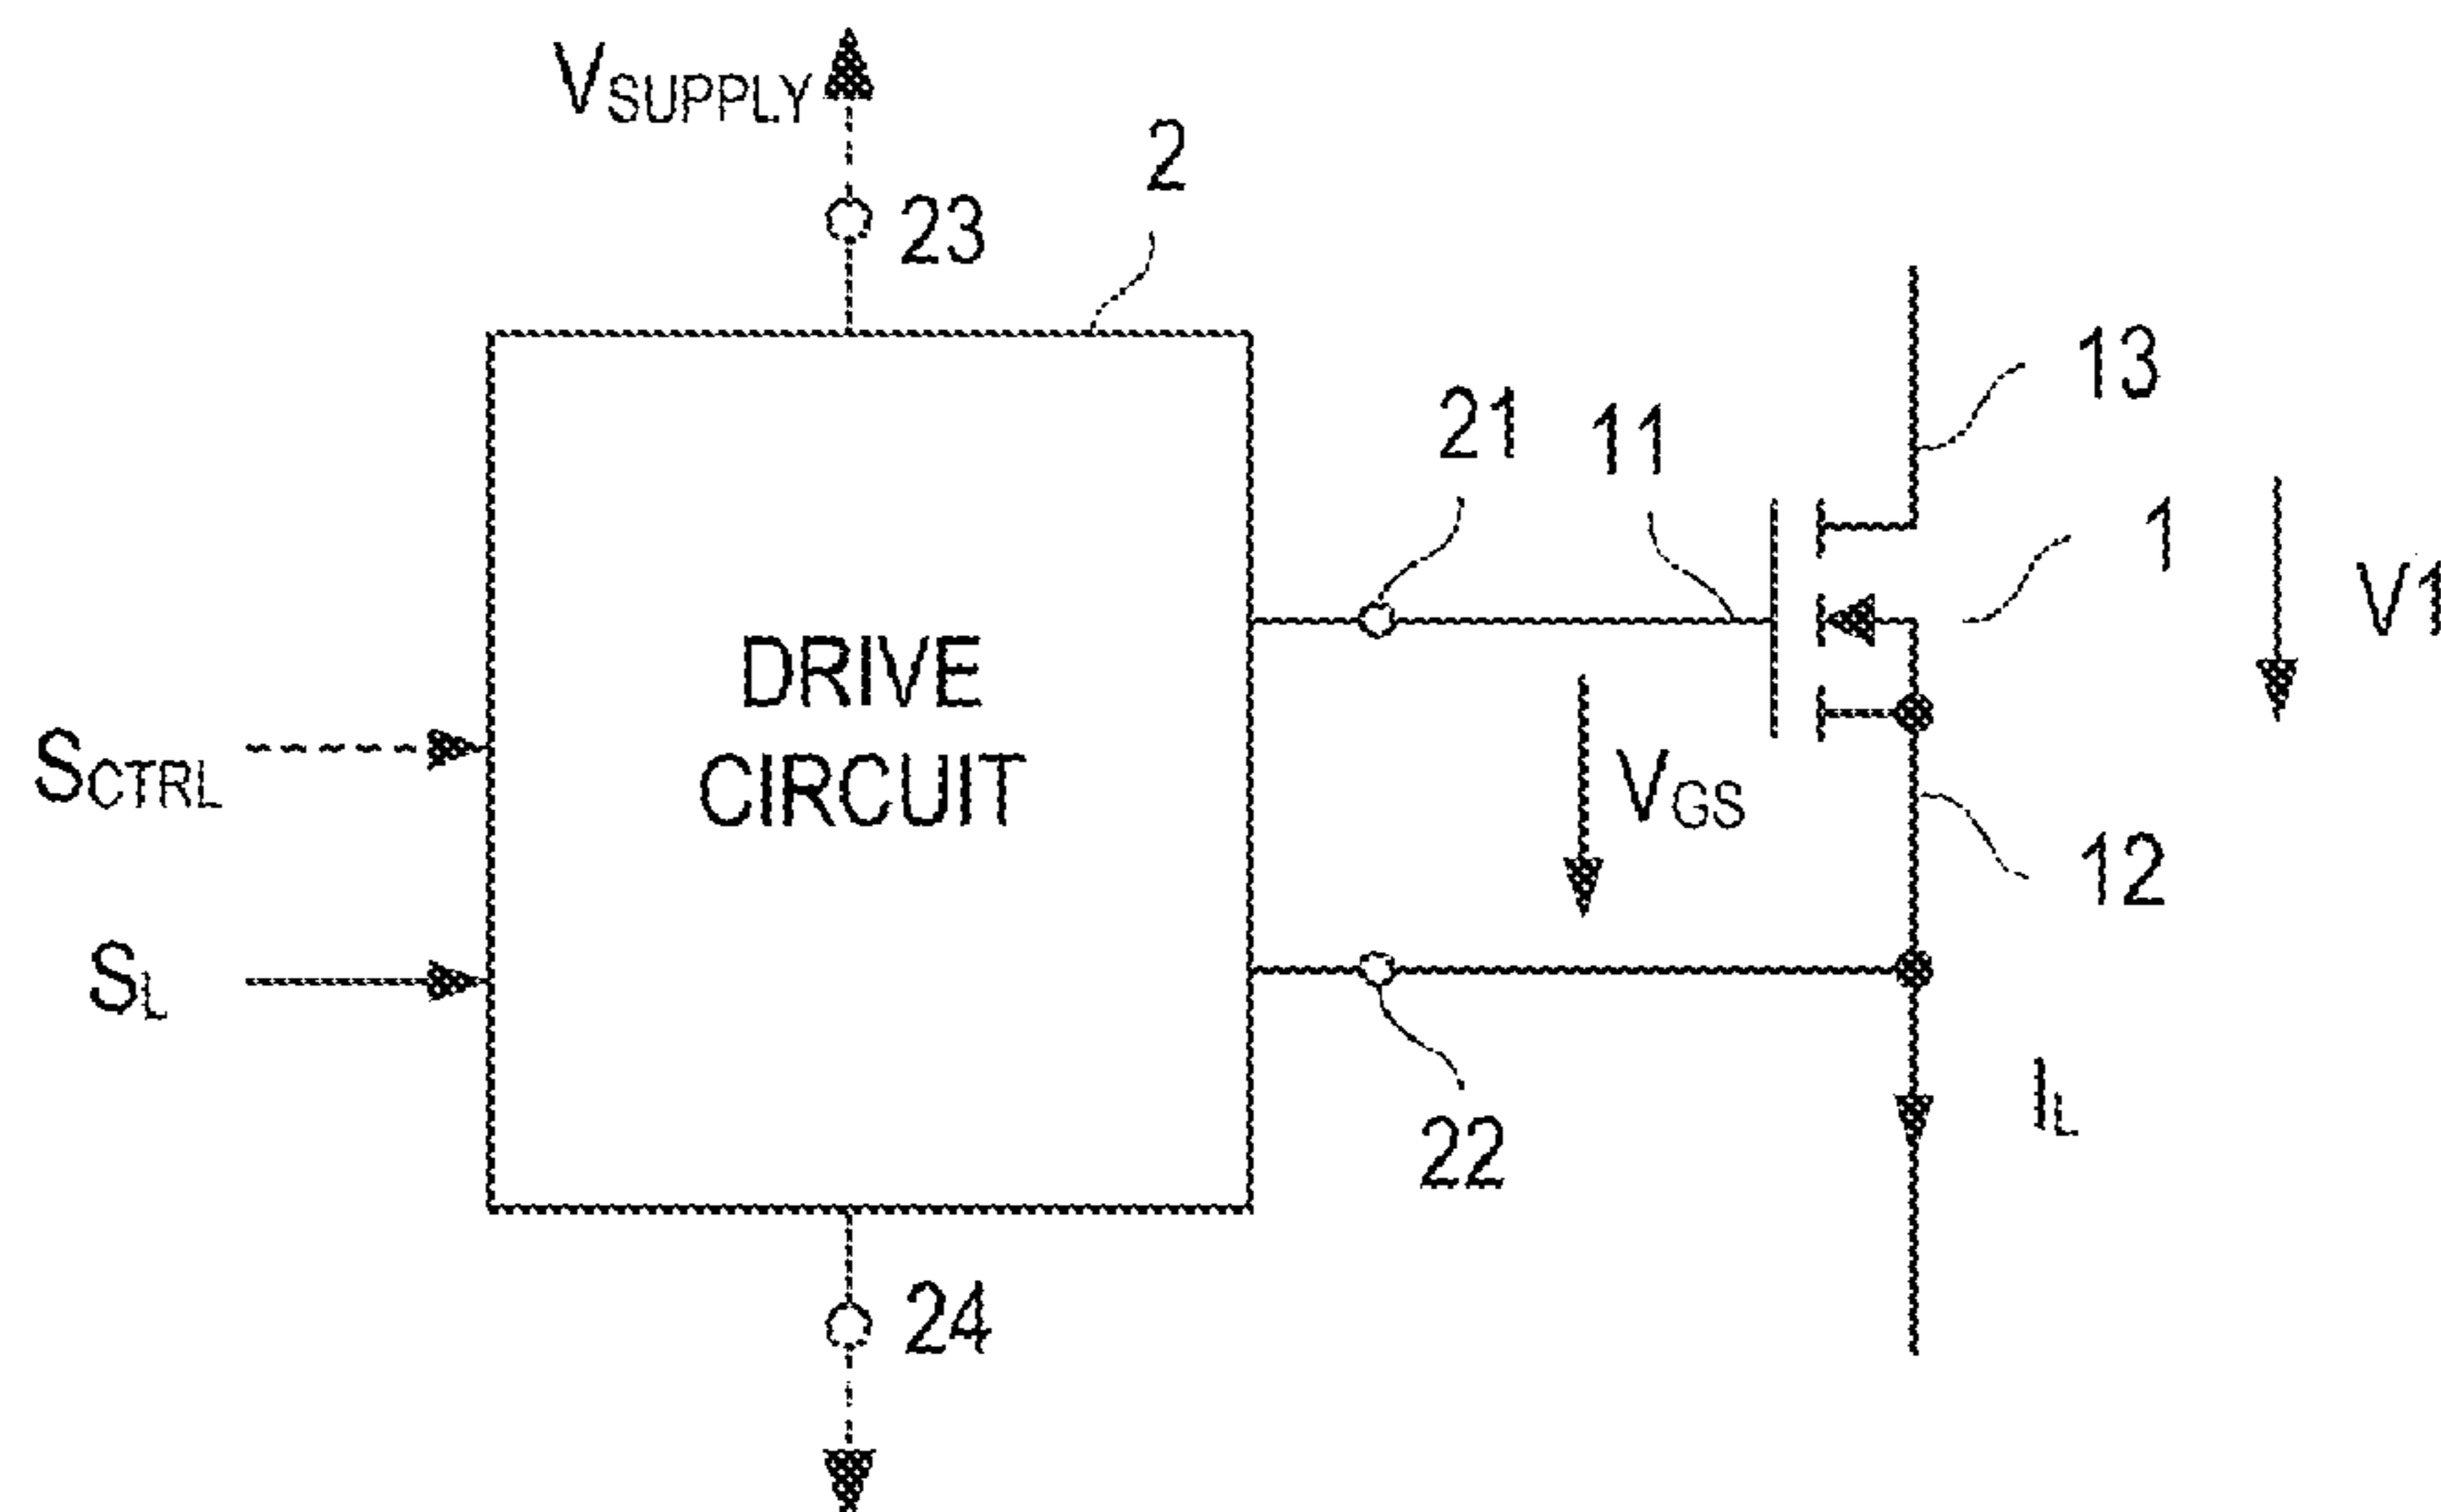 VSUPPLY
2
23
13
21
11
1
V1
DRIVE
CIRCUIT
SCTRL
VGS
12
SL
IL
22
24